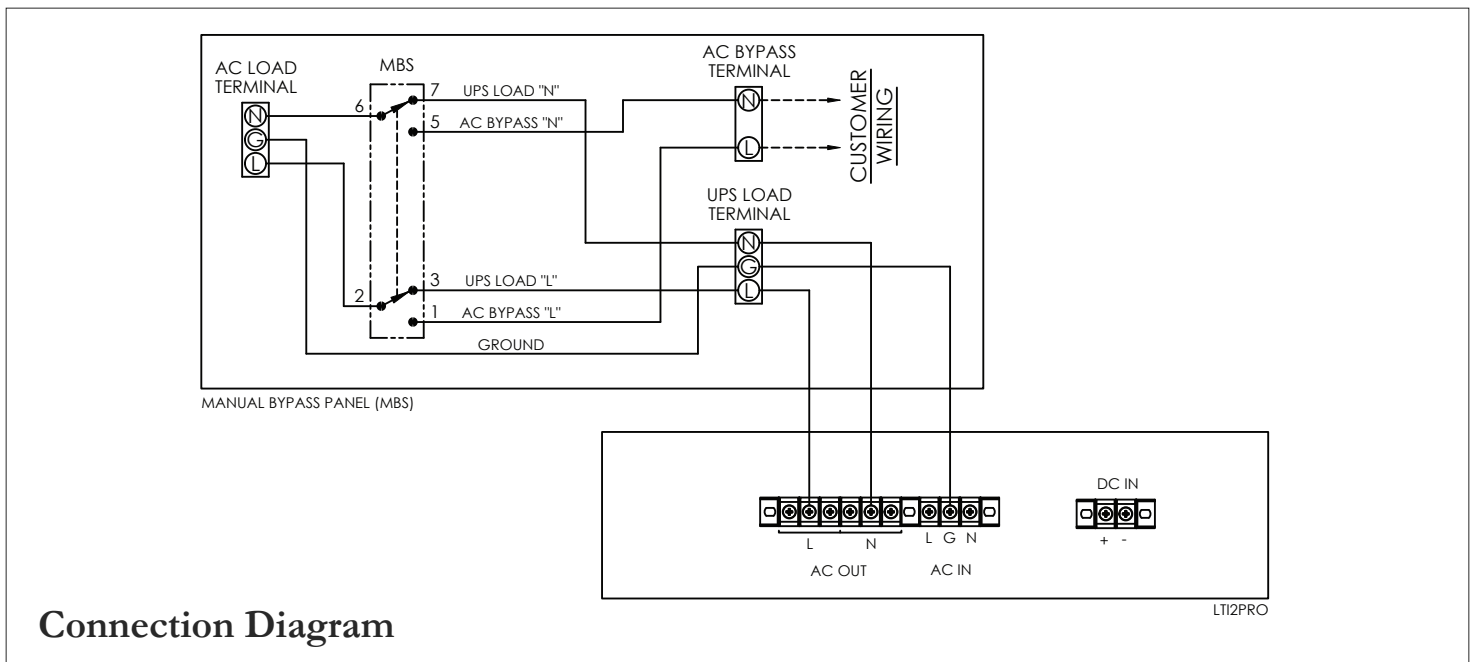 AC LOAD
TERMINAL
N
G
L
MBS
6
7
UPS LOAD "N"
5
AC BYPASS "N"
2
3
UPS LOAD "L"
1
AC BYPASS "L"
GROUND
AC BYPASS
TERMINAL
N
L
CUSTOMER
WIRING
UPS LOAD
TERMINAL
N
G
L
MANUAL BYPASS PANEL (MBS)
L
N
AC OUT
L G N
AC IN
DC IN
+ -
LTI2PRO
Connection Diagram